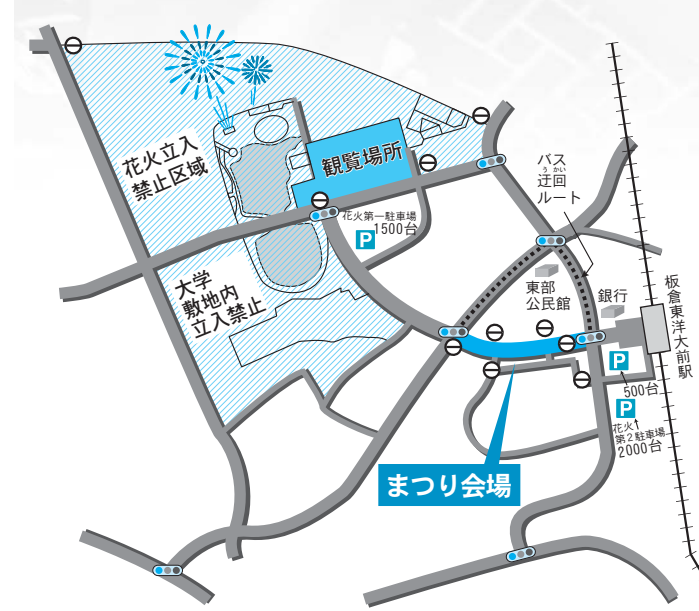 花火立入
禁止区域
観覧場所
バス
うかい
迂回
ルート
花火第一駐車場
P 1500台
大学
敷地内
立入禁止
東部
公民館
銀行
板倉東洋大前駅
P
500台
P
花火
第2駐車場
2000台
まつり会場